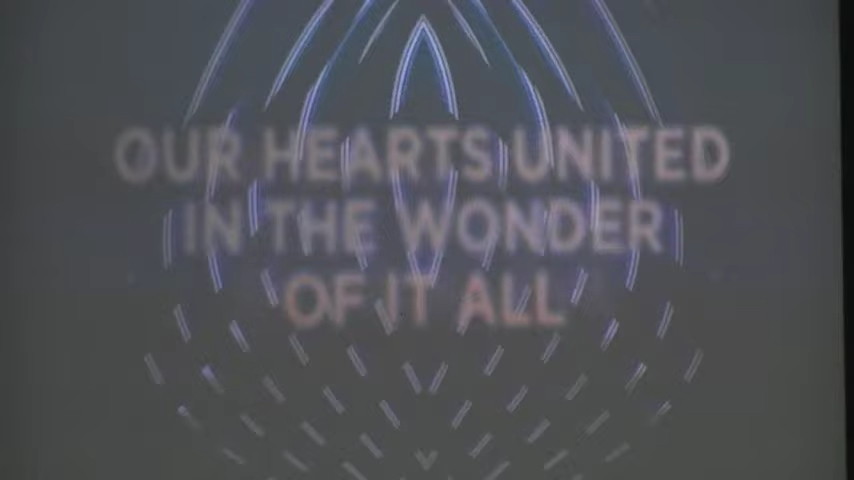 OUR HEARTS UNITED
IN THE WONDER
OF IT ALL